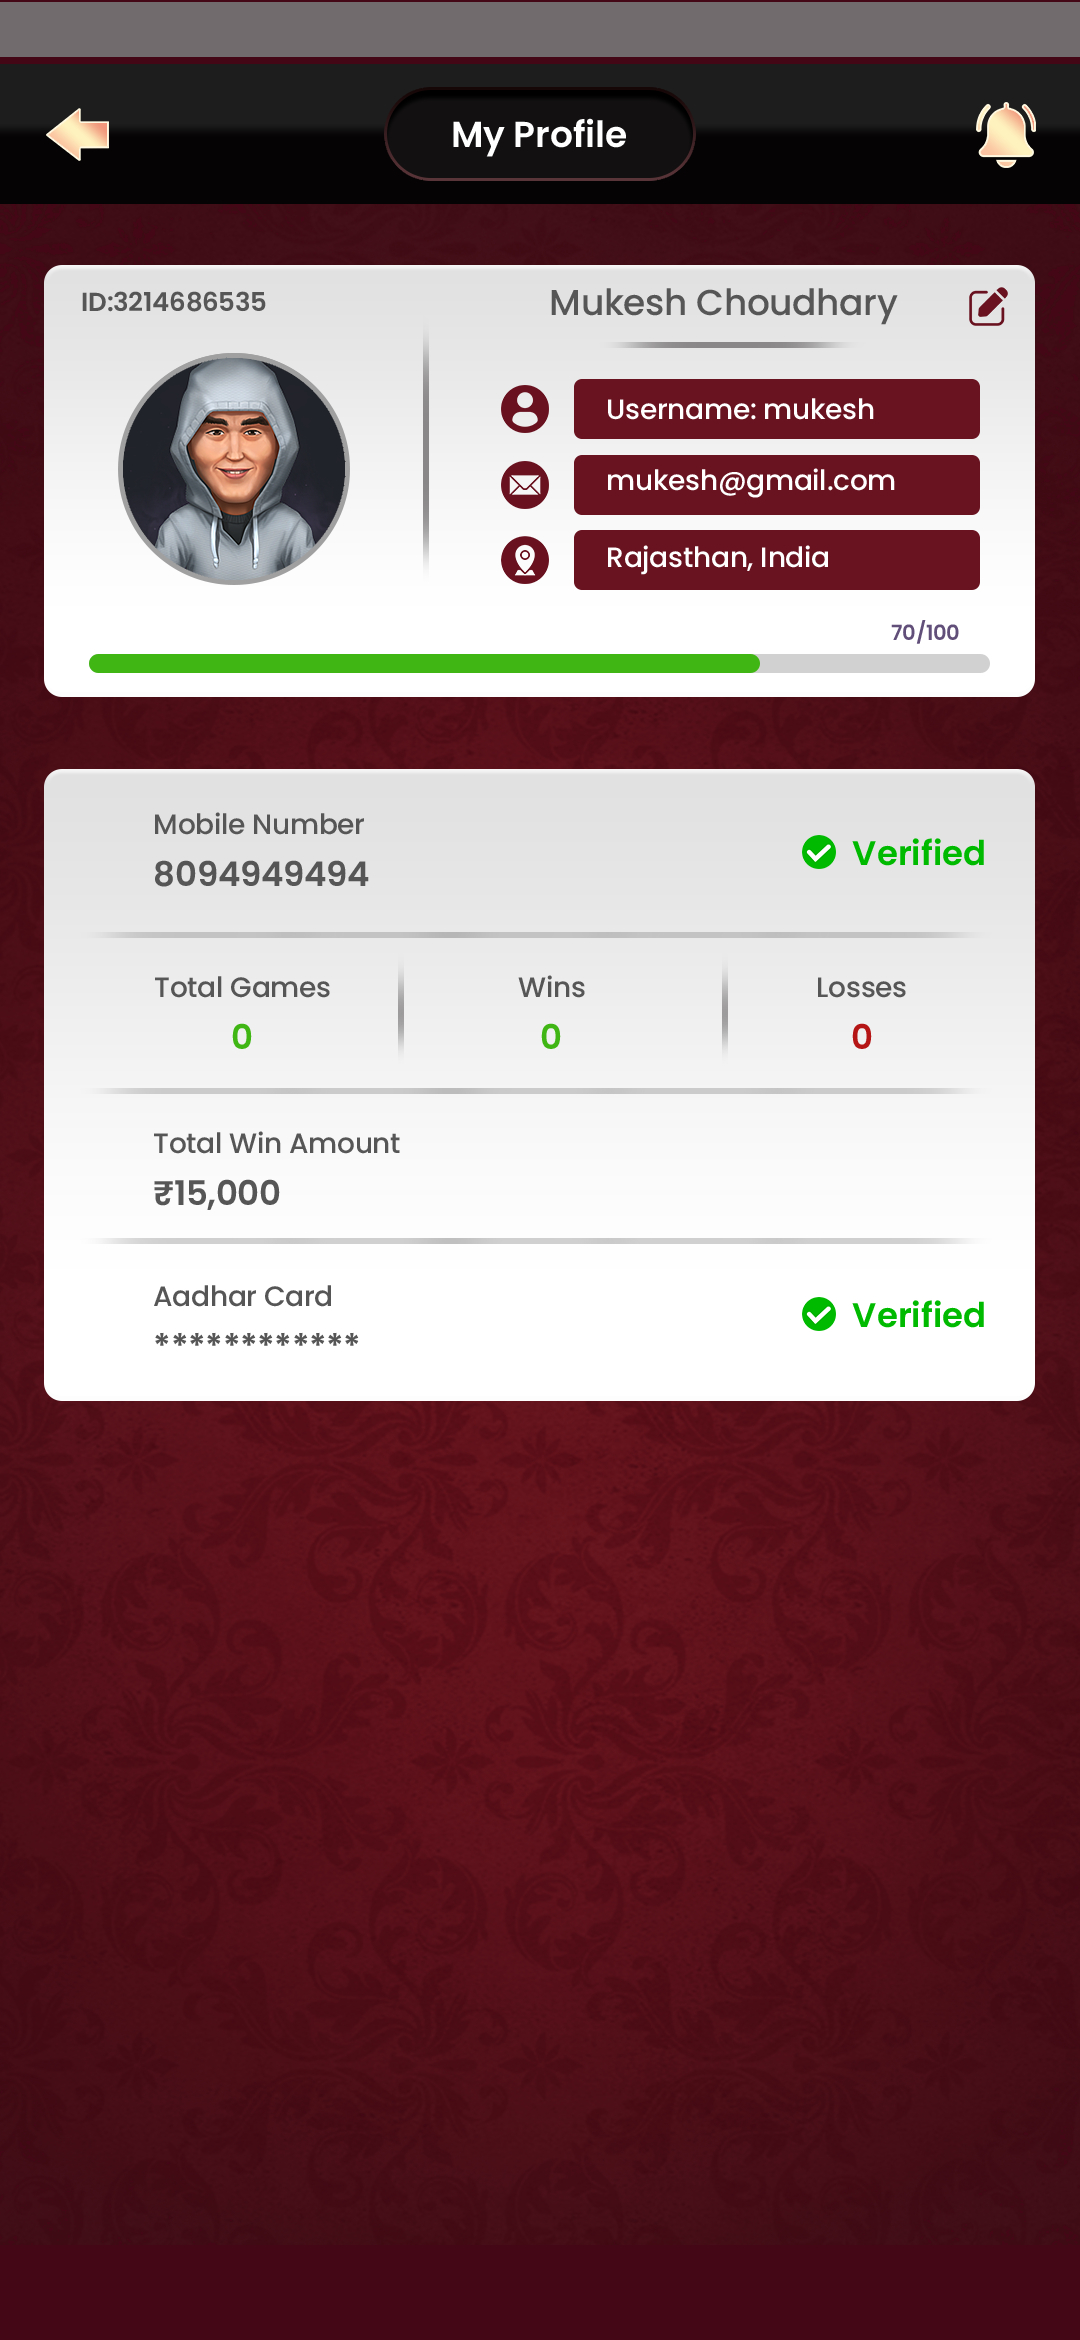 My Profile
ID:3214686535
Mukesh Choudhary
Username: mukesh
mukesh@gmail.com
Rajasthan, India
70/100
Mobile Number
8094949494
Verified
Total Games
0
Wins
0
Losses
0
Total Win Amount
₹15,000
Aadhar Card
************
Verified